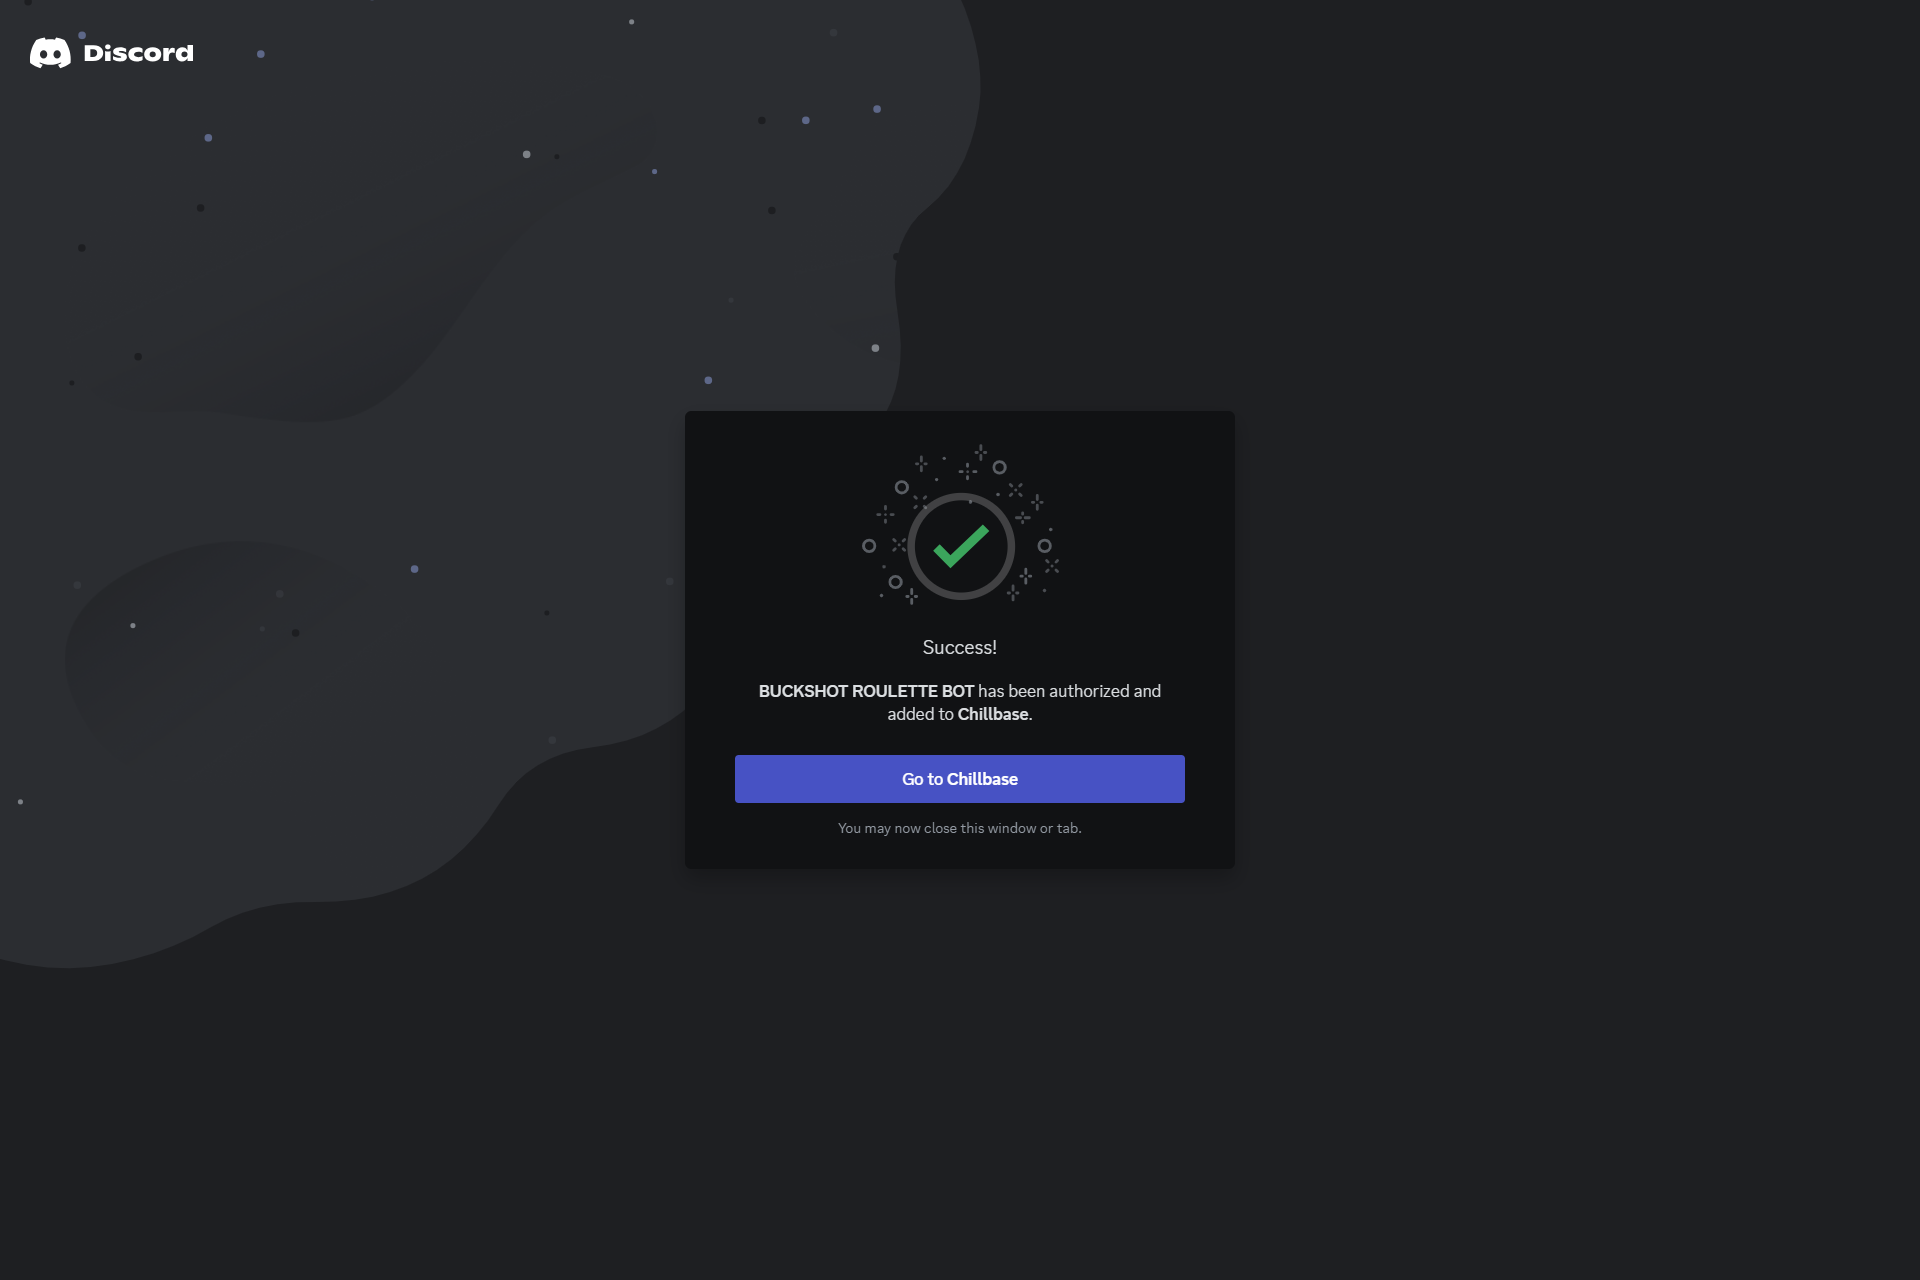 Discord
Success!
BUCKSHOT ROULETTE BOT has been authorized and
added to Chillbase.
Go to Chillbase
You may now close this window or tab.